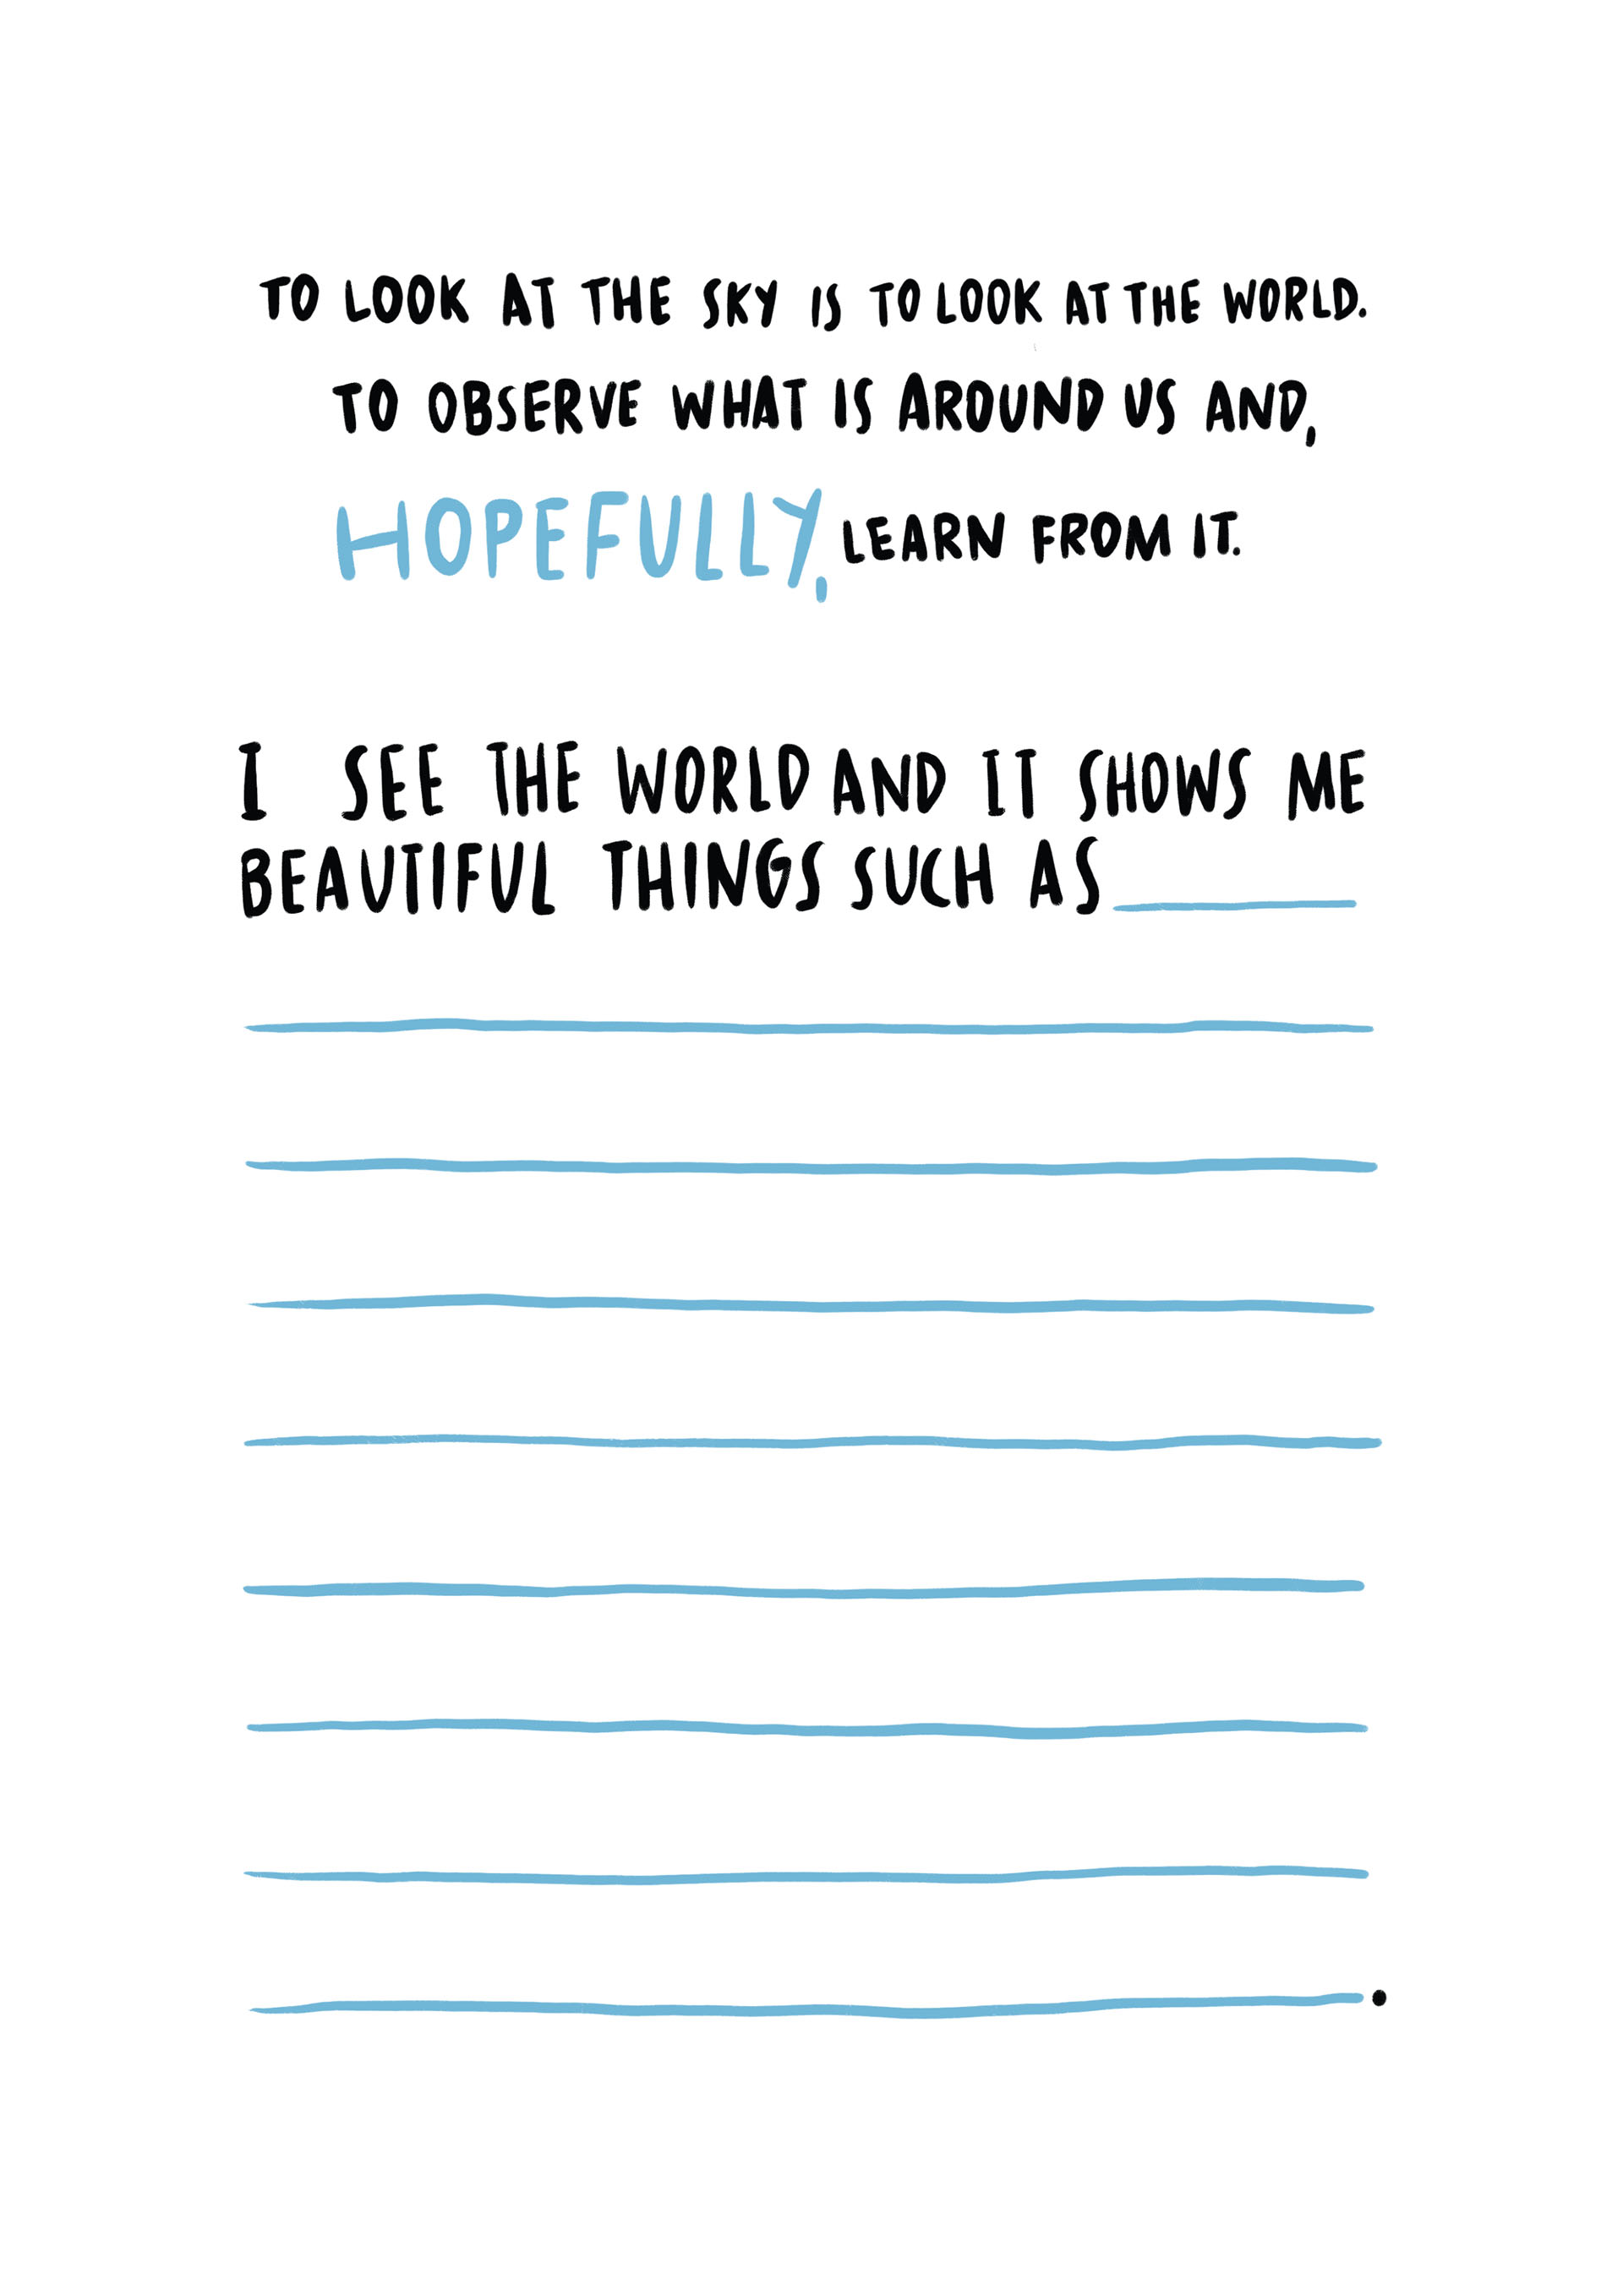 TO LOOK AT THE SKY IS TO LOOK AT THE WORLD.
TO OBSERVE WHAT IS AROUND US AND,
HOPEFULLY, LEARN FROM IT.
I SEE THE WORLD AND IT SHOWS ME
BEAUTIFUL THINGS SUCH AS
.